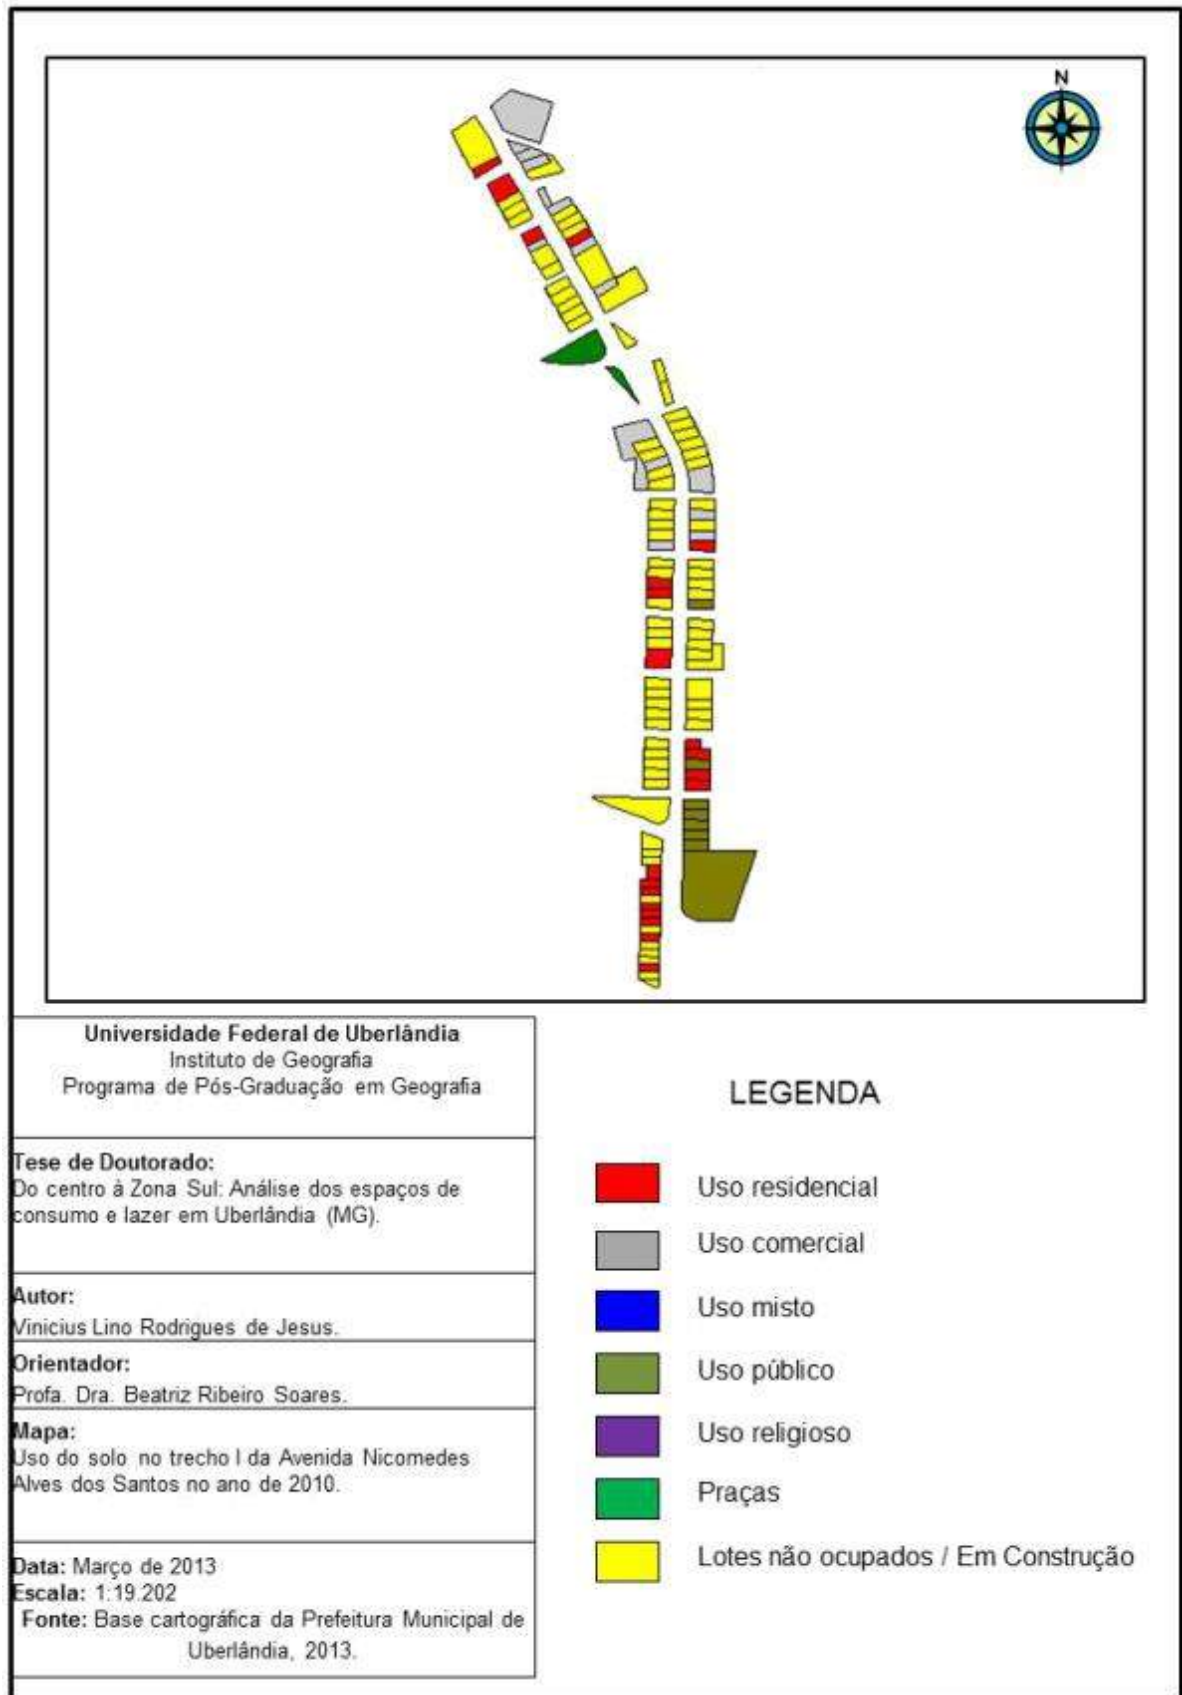 N
Universidade Federal de Uberlândia
Instituto de Geografia
Programa de Pós-Graduação em Geografia
Tese de Doutorado:
Do centro à Zona Sul: Análise dos espaços de
consumo e lazer em Uberlândia (MG).
Autor:
Vinicius Lino Rodrigues de Jesus.
Orientador:
Profa. Dra. Beatriz Ribeiro Soares.
Mapa:
Uso do solo no trecho I da Avenida Nicomedes
Alves dos Santos no ano de 2010.
Data: Março de 2013
Escala: 1:19.202
Fonte: Base cartográfica da Prefeitura Municipal de
Uberlândia, 2013.
LEGENDA
Uso residencial
Uso comercial
Uso misto
Uso público
Uso religioso
Praças
Lotes não ocupados / Em Construção